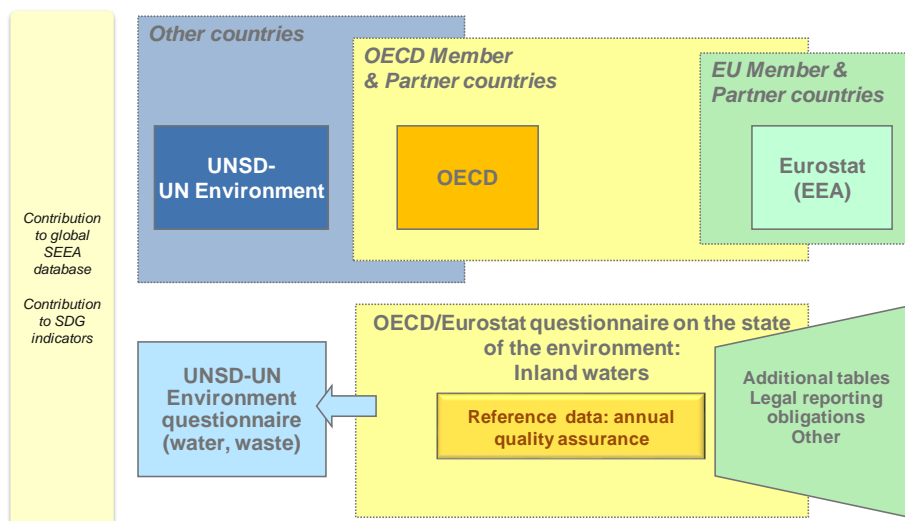 Other countries
OECD Member
& Partner countries
EU Member &
Partner countries
UNSD-
UN Environment
OECD
Eurostat
(EEA)
Contribution
to global
SEEA
database
Contribution
to SDG
indicators
OECD/Eurostat questionnaire on the state
of the environment:
Inland waters
UNSD-UN
Environment
questionnaire
(water, waste)
Reference data: annual
quality assurance
Additional tables
Legal reporting
obligations
Other